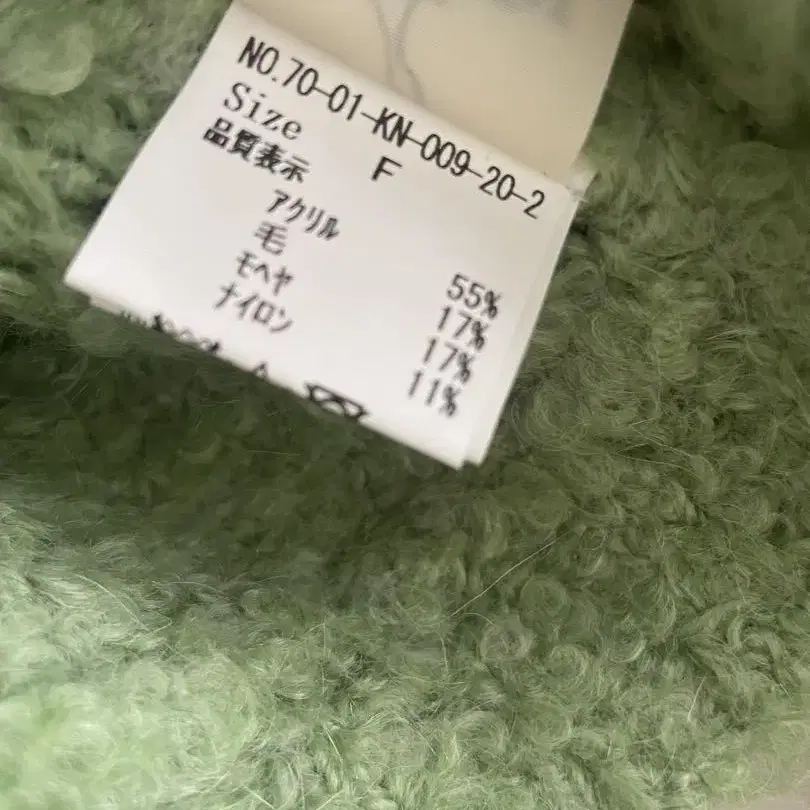 NO.70-01-KN-009-20-2
Size F
品質表示
アクリル 55%
毛 17%
モヘヤ 17%
ナイロン 11%